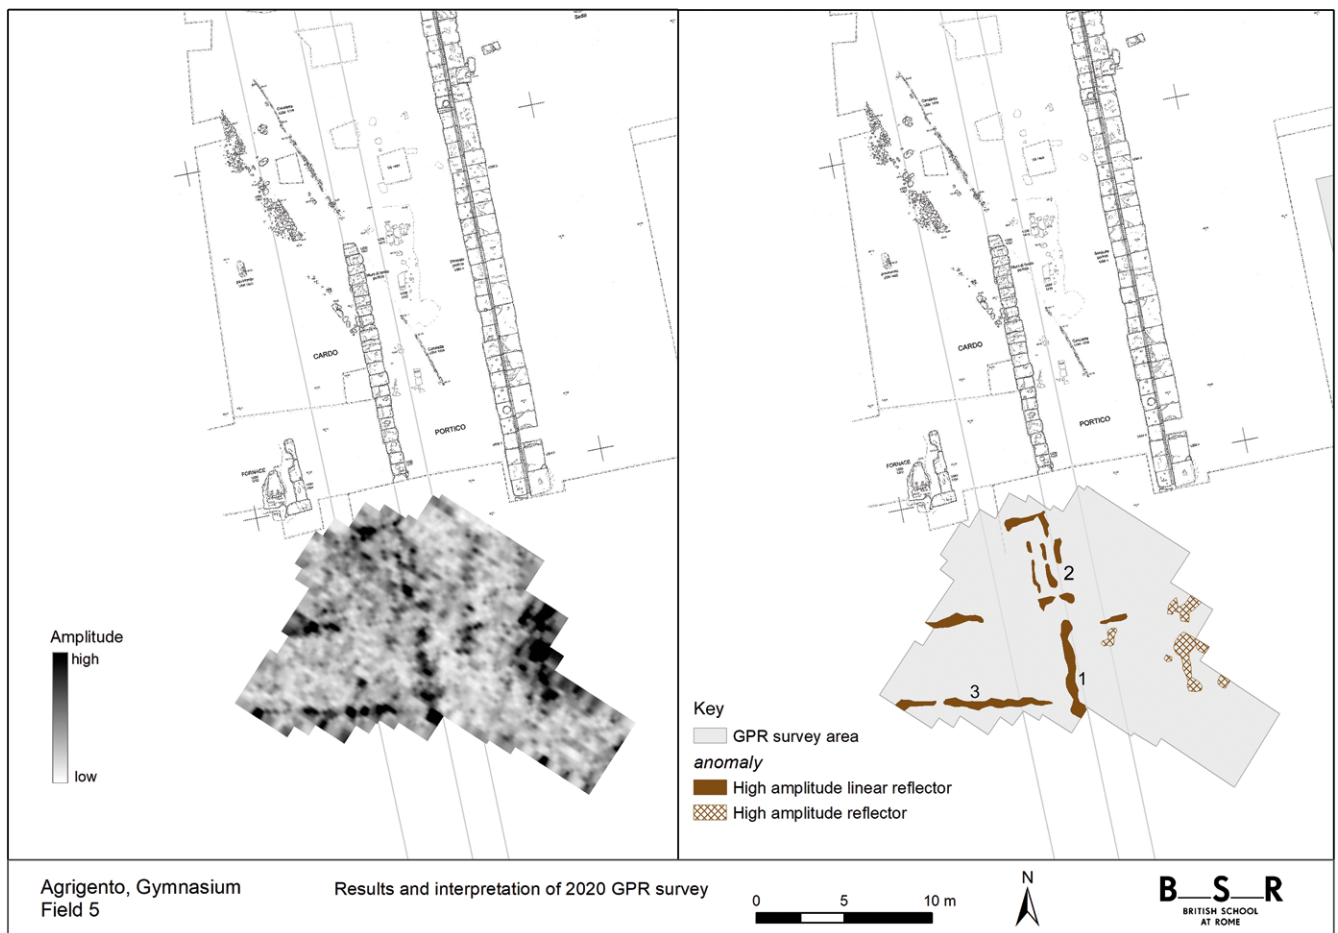 CARDO
PORTICO
FORNACE
Amplitude
high
low
CARDO
PORTICO
FORNACE
2
1
3
Key
GPR survey area
anomaly
High amplitude linear reflector
High amplitude reflector
Agrigento, Gymnasium
Field 5
Results and interpretation of 2020 GPR survey
0 5 10 m
N
B__S__R
BRITISH SCHOOL
AT ROME